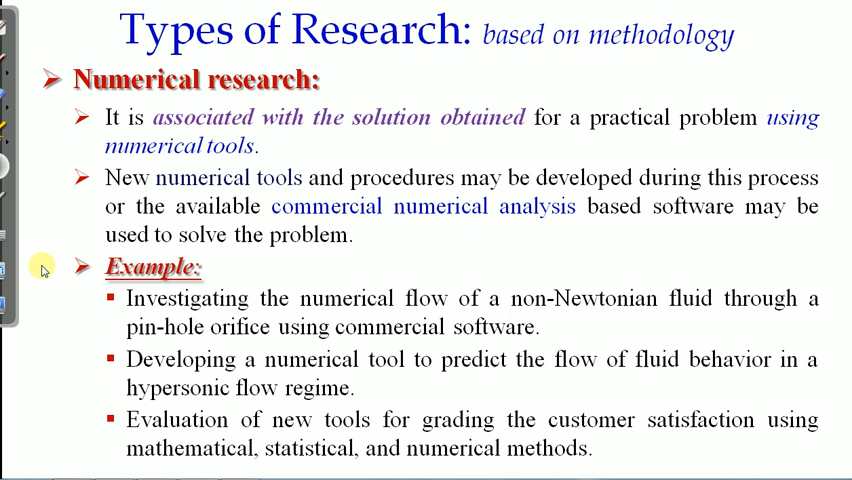 Types of Research: based on methodology
Numerical research:
It is associated with the solution obtained for a practical problem using
numerical tools.
New numerical tools and procedures may be developed during this process
or the available commercial numerical analysis based software may be
used to solve the problem.
Example:
Investigating the numerical flow of a non-Newtonian fluid through a
pin-hole orifice using commercial software.
Developing a numerical tool to predict the flow of fluid behavior in a
hypersonic flow regime.
Evaluation of new tools for grading the customer satisfaction using
mathematical, statistical, and numerical methods.